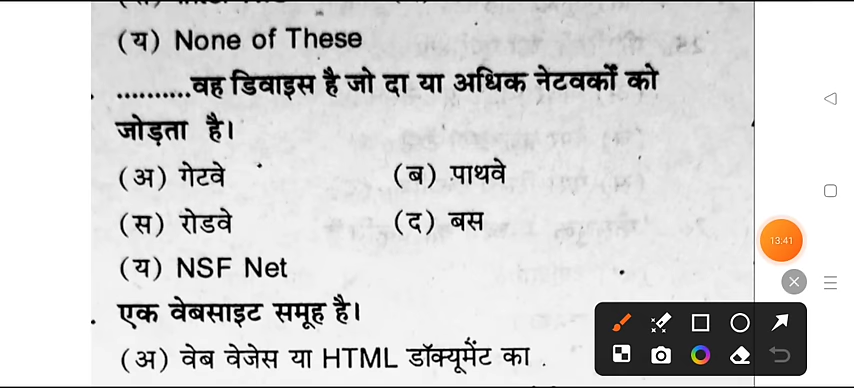 (य) None of These
..........वह डिवाइस है जो दा या अधिक नेटवर्कों को
जोड़ता है।
(अ) गेटवे (ब) पाथवे
(स) रोडवे (द) बस
(य) NSF Net
एक वेबसाइट समूह है।
(अ) वेब वेजेस या HTML डॉक्यूमेंट का .
13:41